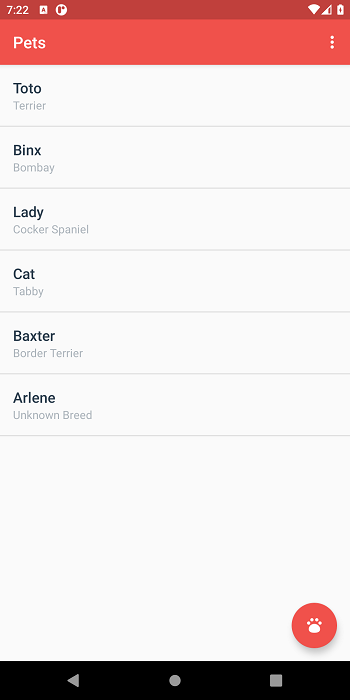 7:22
Pets
Toto
Terrier
Binx
Bombay
Lady
Cocker Spaniel
Cat
Tabby
Baxter
Border Terrier
Arlene
Unknown Breed